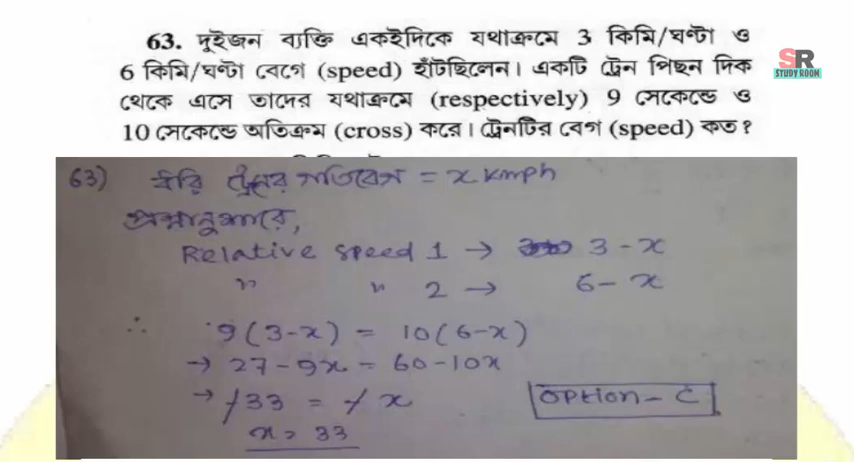 63. দুইজন ব্যক্তি একইদিকে যথাক্রমে 3 কিমি/ঘণ্টা ও
6 কিমি/ঘণ্টা বেগে (speed) হাঁটছিলেন। একটি ট্রেন পিছন দিক
থেকে এসে তাদের যথাক্রমে (respectively) 9 সেকেন্ডে ও
10 সেকেন্ডে অতিক্রম (cross) করে। ট্রেনটির বেগ (speed) কত?
SR
STUDY ROOM
63) ধরি ট্রেনের গতিবেগ = x kmph
প্রশ্নানুসারে,
Relative speed 1 → 3 - x
" " 2 → 6 - x
∴ 9(3-x) = 10(6-x)
→ 27 - 9x = 60 - 10x
→ -33 = -x
x = 33
Option - C